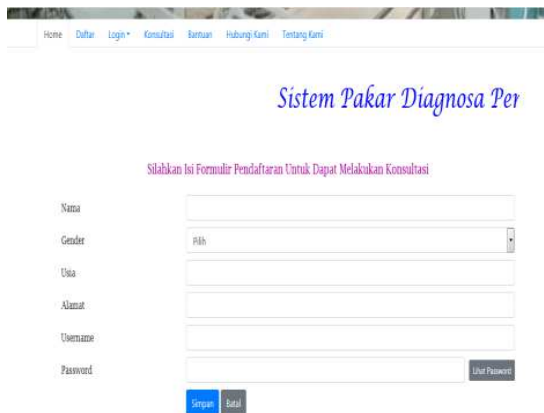 Home Daftar Login Konsultasi Bantuan Hubungi Kami Tentang Kami
Sistem Pakar Diagnosa Per
Silahkan Isi Formulir Pendaftaran Untuk Dapat Melakukan Konsultasi
Nama
Gender Pilih
Usia
Alamat
Username
Password Lihat Password
Simpan Batal